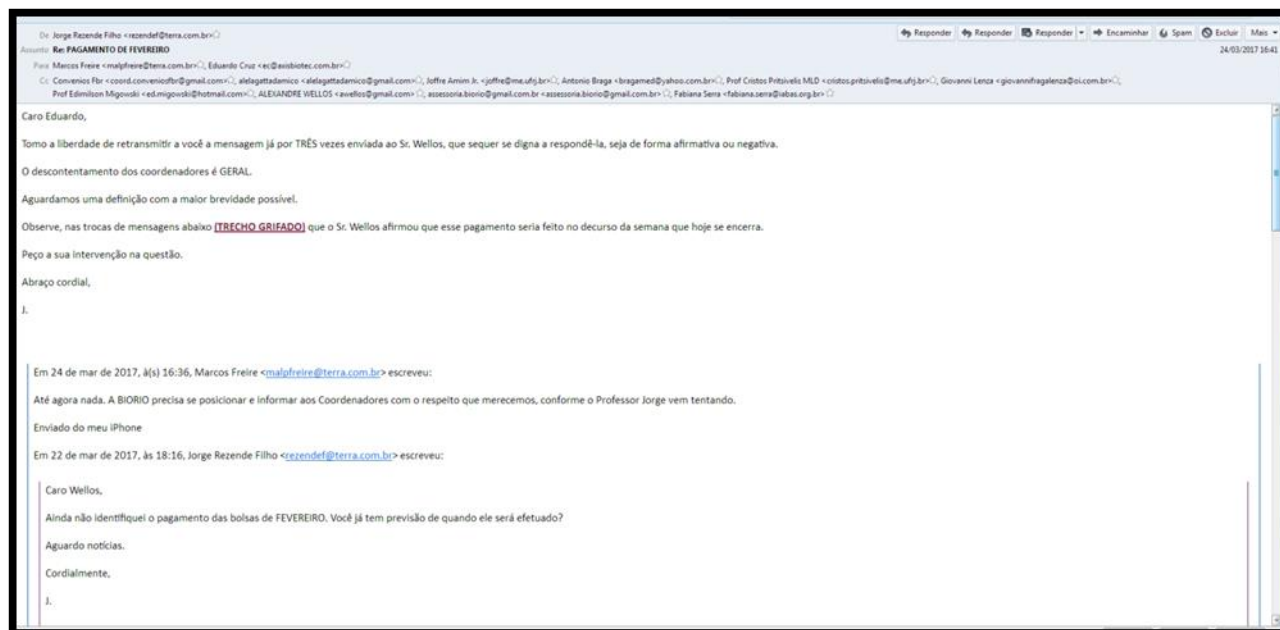 De Jorge Rezende Filho <rezendef@terra.com.br>
Responder Responder Responder Encaminhar Spam Excluir Mais
Assunto Re: PAGAMENTO DE FEVEREIRO
24/03/2017 16:41
Para Marcos Freire <malpfreire@terra.com.br>, Eduardo Cruz <ec@axisbiotec.com.br>
Cc Convenios Fbr <coord.conveniosfbr@gmail.com>, alelagattadamico <alelagattadamico@gmail.com>, Joffre Amim Jr. <joffre@me.ufrj.br>, Antonio Braga <bragamed@yahoo.com.br>, Prof Cristos Pritsivelis MLD <cristos.pritsivelis@me.ufrj.br>, Giovanni Lenza <giovannifragalenza@oi.com.br>,
Prof Edimilson Migowski <ed.migowski@hotmail.com>, ALEXANDRE WELLOS <awellos@gmail.com>, assessoria.biorio@gmail.com.br <assessoria.biorio@gmail.com.br>, Fabiana Serra <fabiana.serra@iabas.org.br>
Caro Eduardo,
Tomo a liberdade de retransmitir a você a mensagem já por TRÊS vezes enviada ao Sr. Wellos, que sequer se digna a respondê-la, seja de forma afirmativa ou negativa.
O descontentamento dos coordenadores é GERAL.
Aguardamos uma definição com a maior brevidade possível.
Observe, nas trocas de mensagens abaixo [TRECHO GRIFADO] que o Sr. Wellos afirmou que esse pagamento seria feito no decurso da semana que hoje se encerra.
Peço a sua intervenção na questão.
Abraço cordial,
J.
Em 24 de mar de 2017, à(s) 16:36, Marcos Freire <malpfreire@terra.com.br> escreveu:
Até agora nada. A BIORIO precisa se posicionar e informar aos Coordenadores com o respeito que merecemos, conforme o Professor Jorge vem tentando.
Enviado do meu iPhone
Em 22 de mar de 2017, às 18:16, Jorge Rezende Filho <rezendef@terra.com.br> escreveu:
Caro Wellos,
Ainda não identifiquei o pagamento das bolsas de FEVEREIRO. Você já tem previsão de quando ele será efetuado?
Aguardo notícias.
Cordialmente,
J.